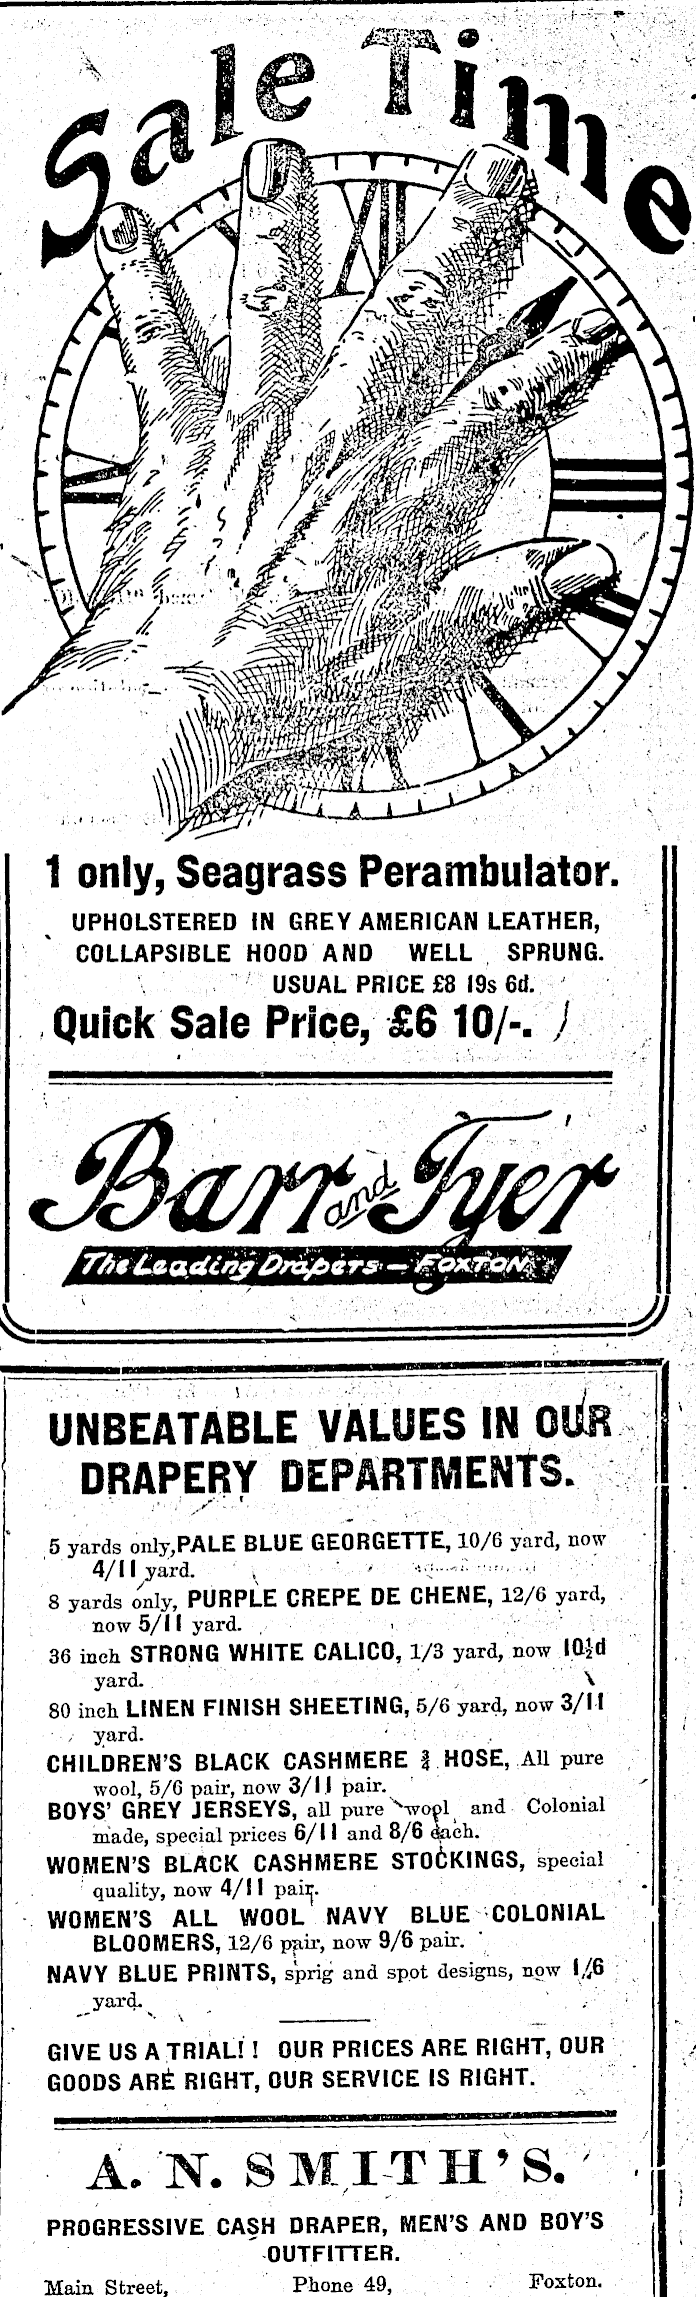 Sale Time
XII
1 only, Seagrass Perambulator.
UPHOLSTERED IN GREY AMERICAN LEATHER,
COLLAPSIBLE HOOD AND WELL SPRUNG.
USUAL PRICE £8 19s 6d.
Quick Sale Price, £6 10/-.
Barr and Tyer
The Leading Drapers — FOXTON
UNBEATABLE VALUES IN OUR
DRAPERY DEPARTMENTS.
5 yards only, PALE BLUE GEORGETTE, 10/6 yard, now
4/11 yard.
8 yards only, PURPLE CREPE DE CHENE, 12/6 yard,
now 5/11 yard.
36 inch STRONG WHITE CALICO, 1/3 yard, now 10½d
yard.
80 inch LINEN FINISH SHEETING, 5/6 yard, now 3/11
yard.
CHILDREN'S BLACK CASHMERE ¾ HOSE, All pure
wool, 5/6 pair, now 3/11 pair.
BOYS' GREY JERSEYS, all pure wool and Colonial
made, special prices 6/11 and 8/6 each.
WOMEN'S BLACK CASHMERE STOCKINGS, special
quality, now 4/11 pair.
WOMEN'S ALL WOOL NAVY BLUE COLONIAL
BLOOMERS, 12/6 pair, now 9/6 pair.
NAVY BLUE PRINTS, sprig and spot designs, now 1/6
yard.
GIVE US A TRIAL!! OUR PRICES ARE RIGHT, OUR
GOODS ARE RIGHT, OUR SERVICE IS RIGHT.
A. N. SMITH'S.
PROGRESSIVE CASH DRAPER, MEN'S AND BOY'S
OUTFITTER.
Main Street, Phone 49, Foxton.